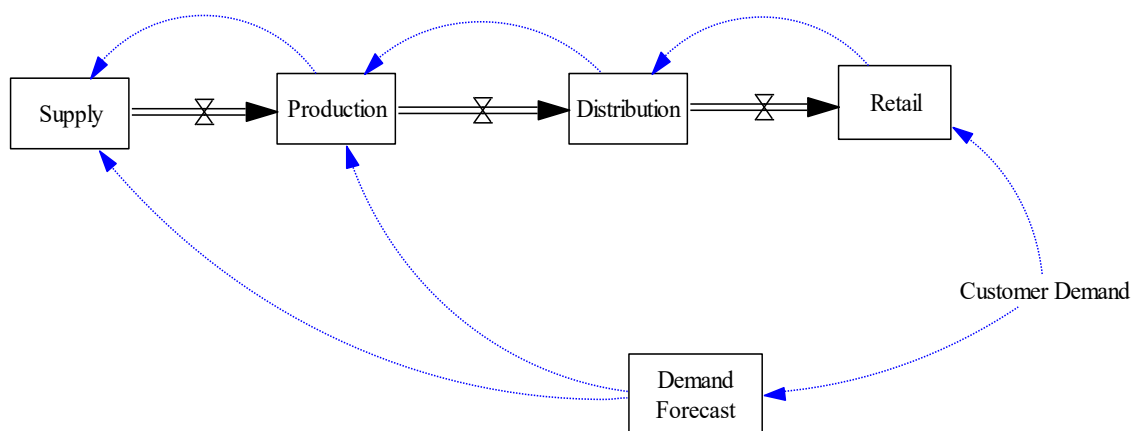 Supply
Production
Distribution
Retail
Customer Demand
Demand
Forecast